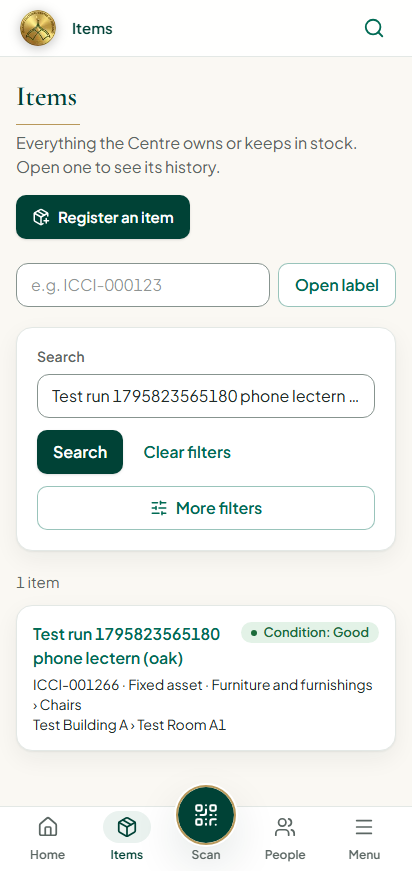 Items
Items
Everything the Centre owns or keeps in stock.
Open one to see its history.
Register an item
e.g. ICCI-000123
Open label
Search
Test run 1795823565180 phone lectern ...
Search
Clear filters
More filters
1 item
Test run 1795823565180
phone lectern (oak)
Condition: Good
ICCI-001266 · Fixed asset · Furniture and furnishings
› Chairs
Test Building A › Test Room A1
Home
Items
Scan
People
Menu